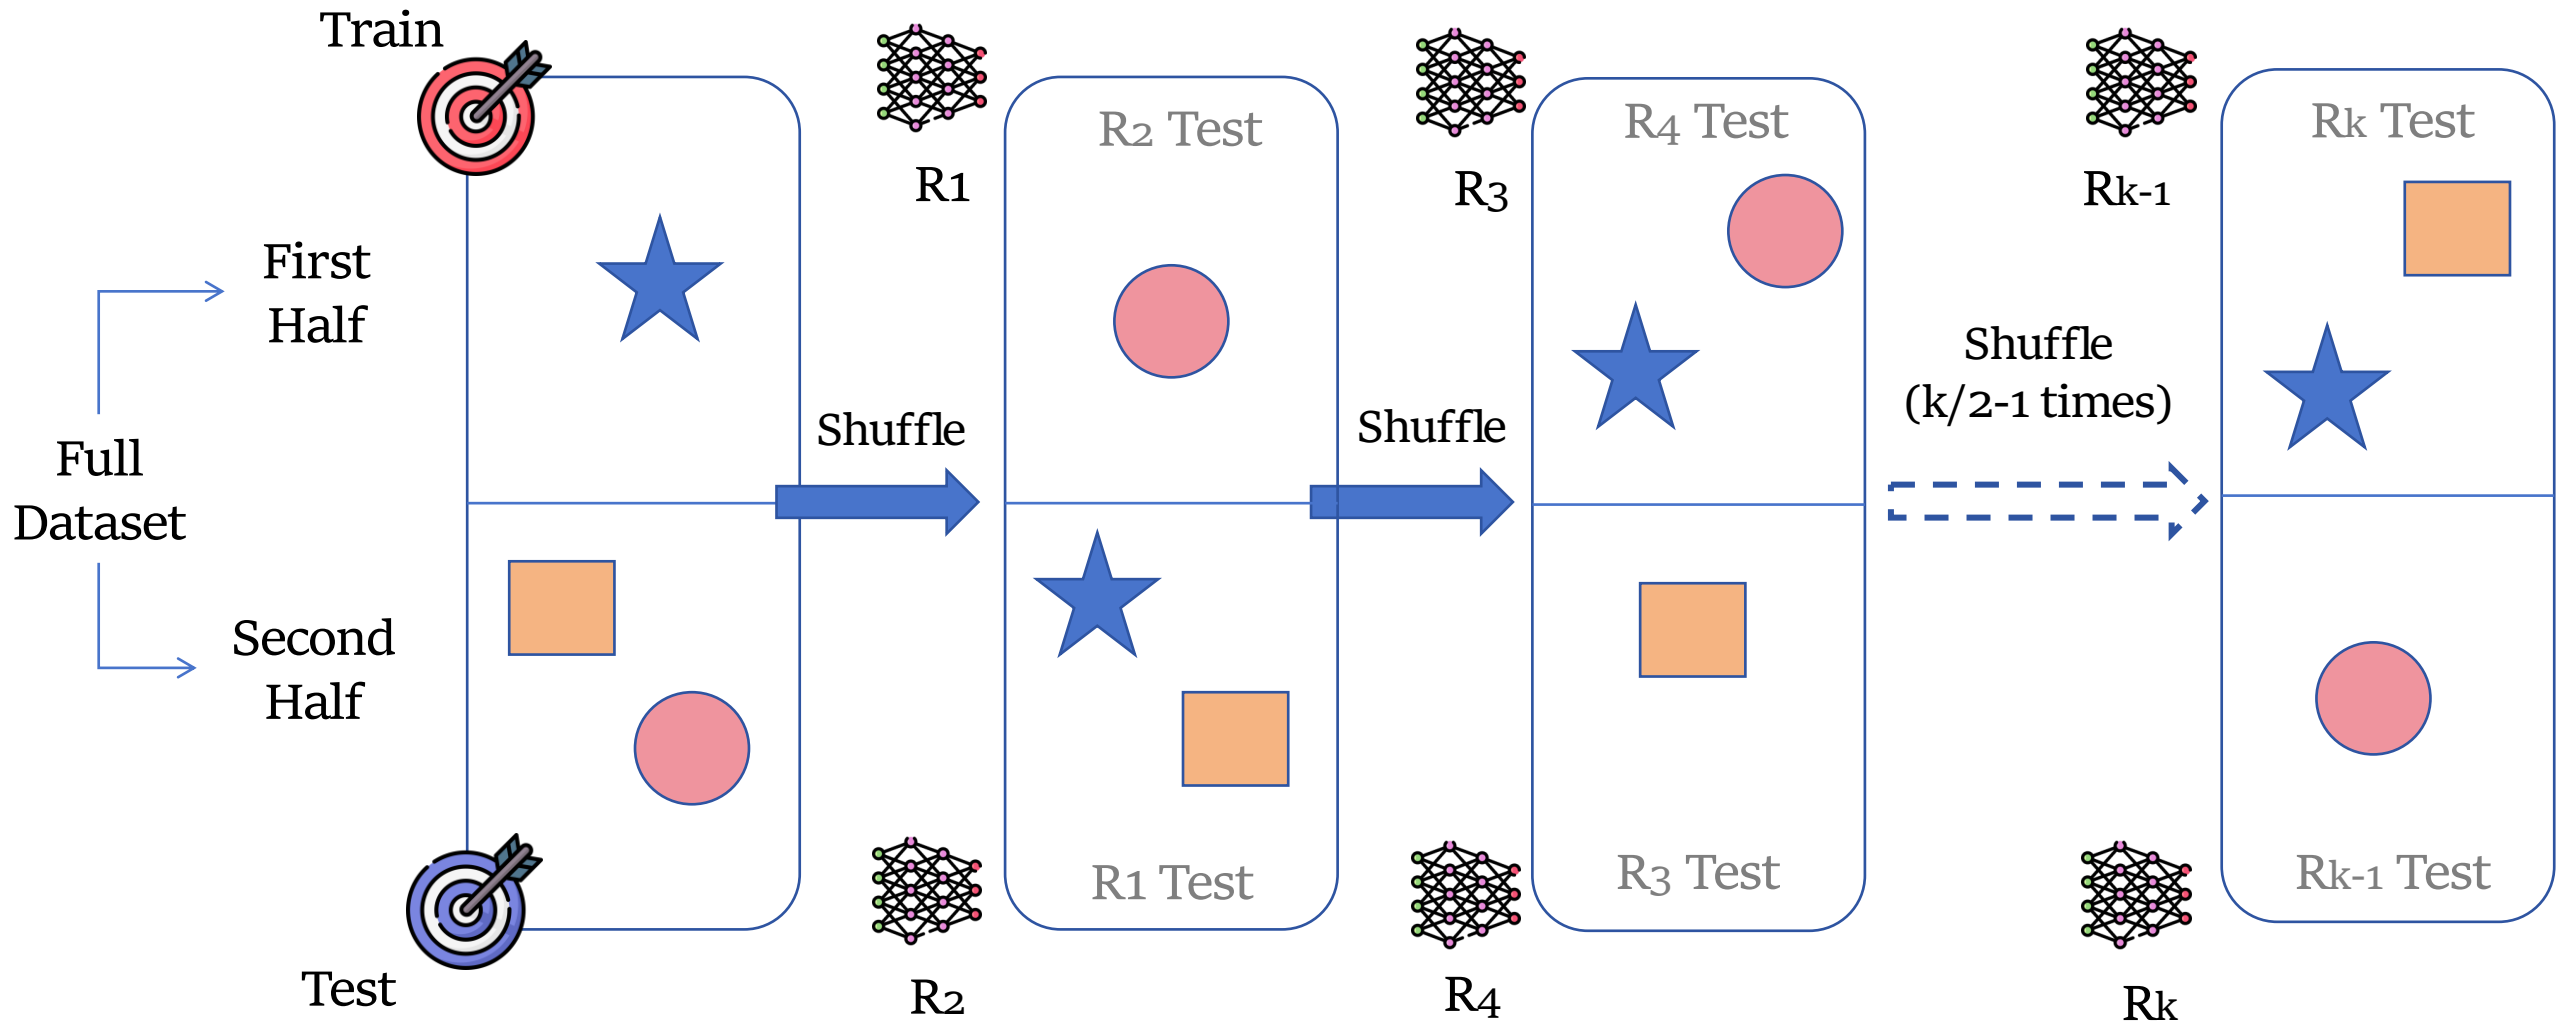 Train
First
Half
Full
Dataset
Second
Half
Test
Shuffle
R1
R2
R2 Test
R1 Test
Shuffle
R3
R4
R4 Test
R3 Test
Shuffle
(k/2-1 times)
Rk-1
Rk
Rk Test
Rk-1 Test